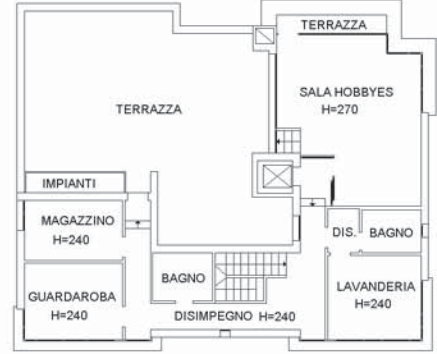 TERRAZZA
SALA HOBBYES
H=270
TERRAZZA
IMPIANTI
MAGAZZINO
H=240
DIS.
BAGNO
BAGNO
GUARDAROBA
H=240
LAVANDERIA
H=240
DISIMPEGNO H=240